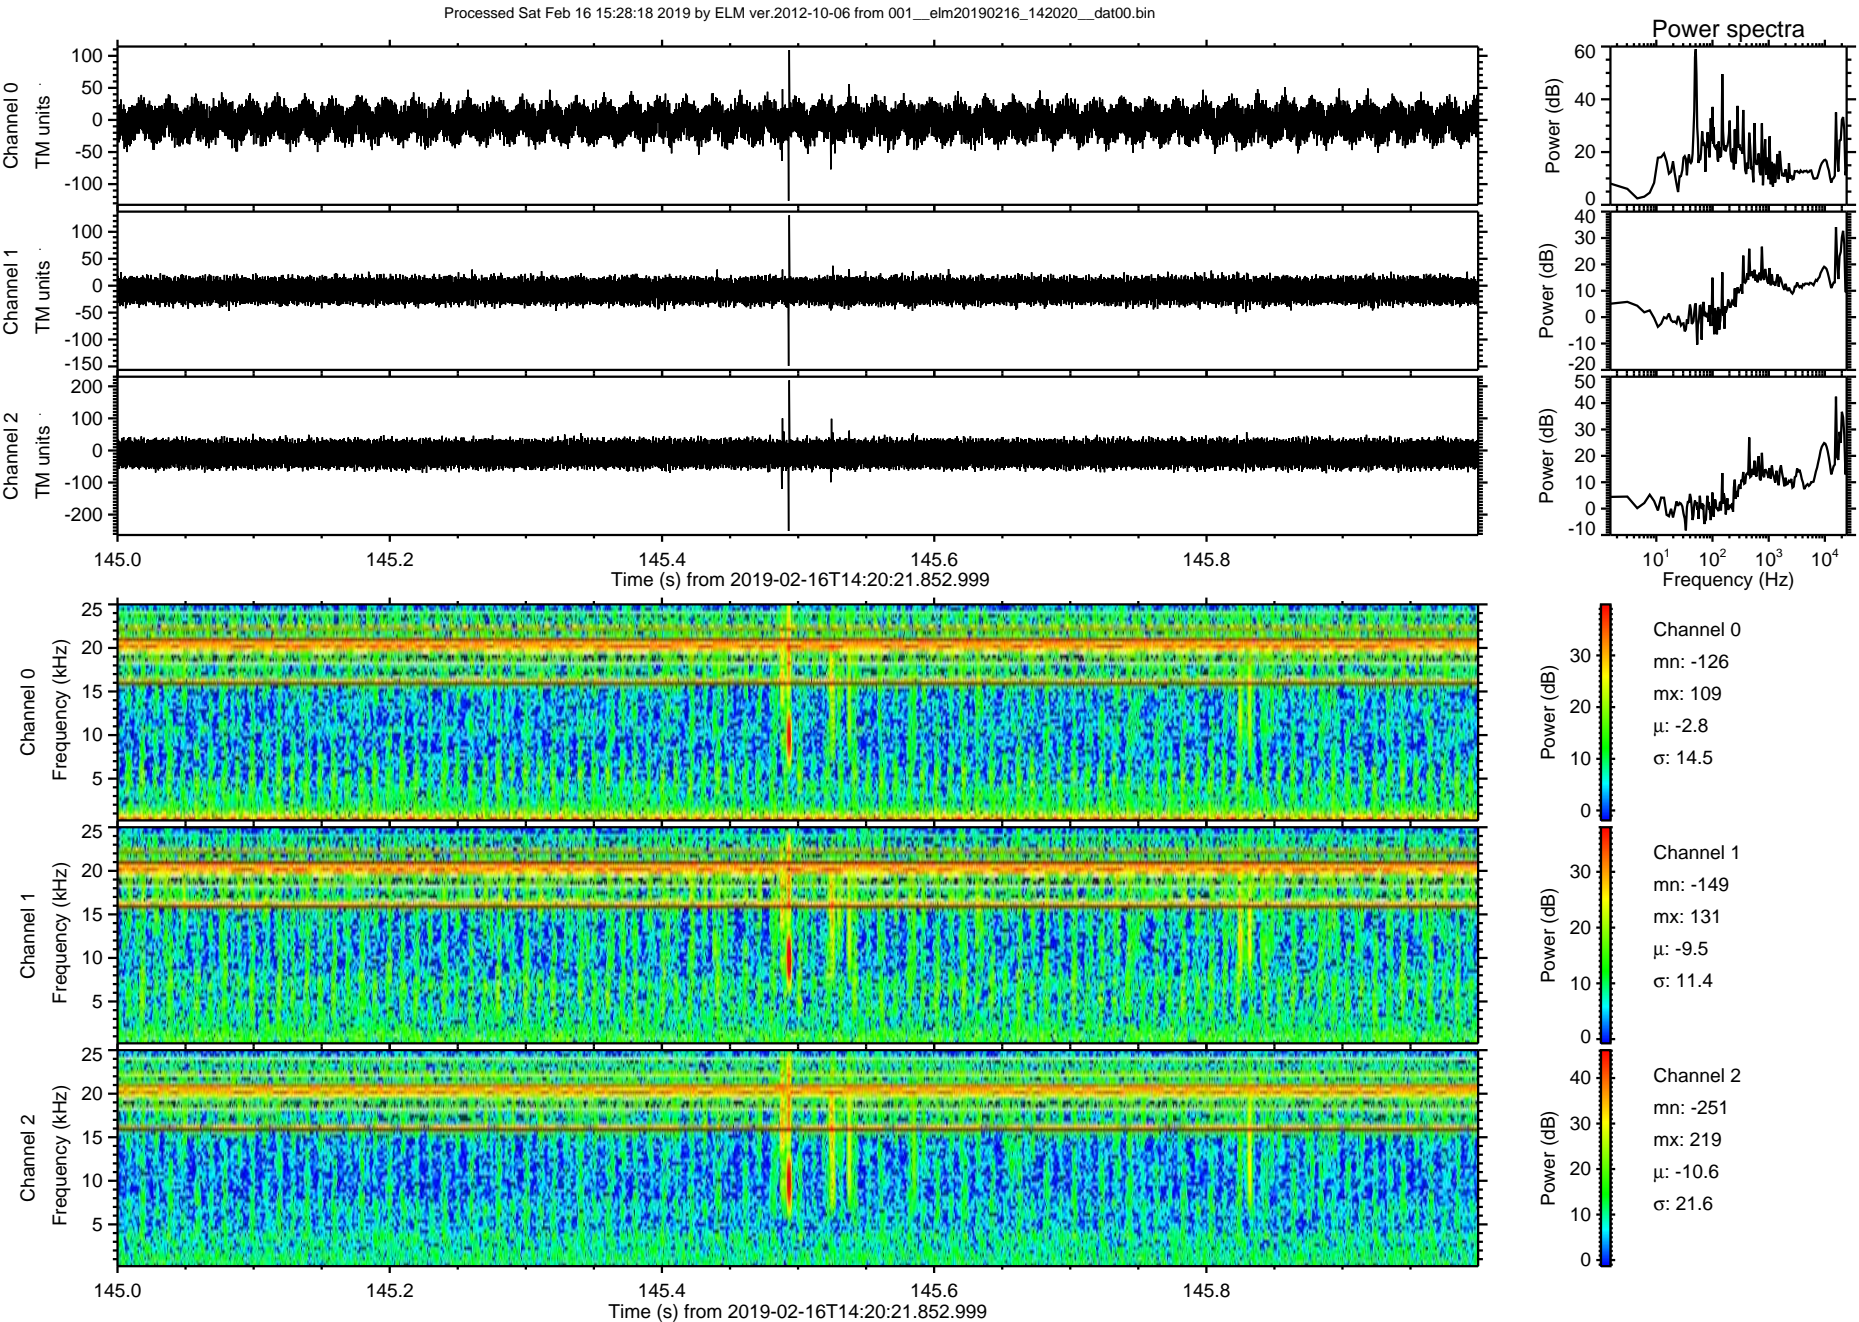 Processed Sat Feb 16 15:28:18 2019 by ELM ver.2012-10-06 from 001__elm20190216_142020__dat00.bin
Power spectra
Channel 0
TM units
100
50
0
-50
-100
Power (dB)
60
40
20
0
Channel 1
TM units
100
50
0
-50
-100
-150
Power (dB)
40
30
20
10
0
-10
-20
Channel 2
TM units
200
100
0
-100
-200
Power (dB)
50
40
30
20
10
0
-10
145.0
145.2
145.4
145.6
145.8
Time (s) from 2019-02-16T14:20:21.852.999
10^1
10^2
10^3
10^4
Frequency (Hz)
Channel 0
Frequency (kHz)
25
20
15
10
5
Power (dB)
30
20
10
0
Channel 0
mn: -126
mx: 109
μ: -2.8
σ: 14.5
Channel 1
Frequency (kHz)
25
20
15
10
5
Power (dB)
30
20
10
0
Channel 1
mn: -149
mx: 131
μ: -9.5
σ: 11.4
Channel 2
Frequency (kHz)
25
20
15
10
5
Power (dB)
40
30
20
10
0
Channel 2
mn: -251
mx: 219
μ: -10.6
σ: 21.6
145.0
145.2
145.4
145.6
145.8
Time (s) from 2019-02-16T14:20:21.852.999